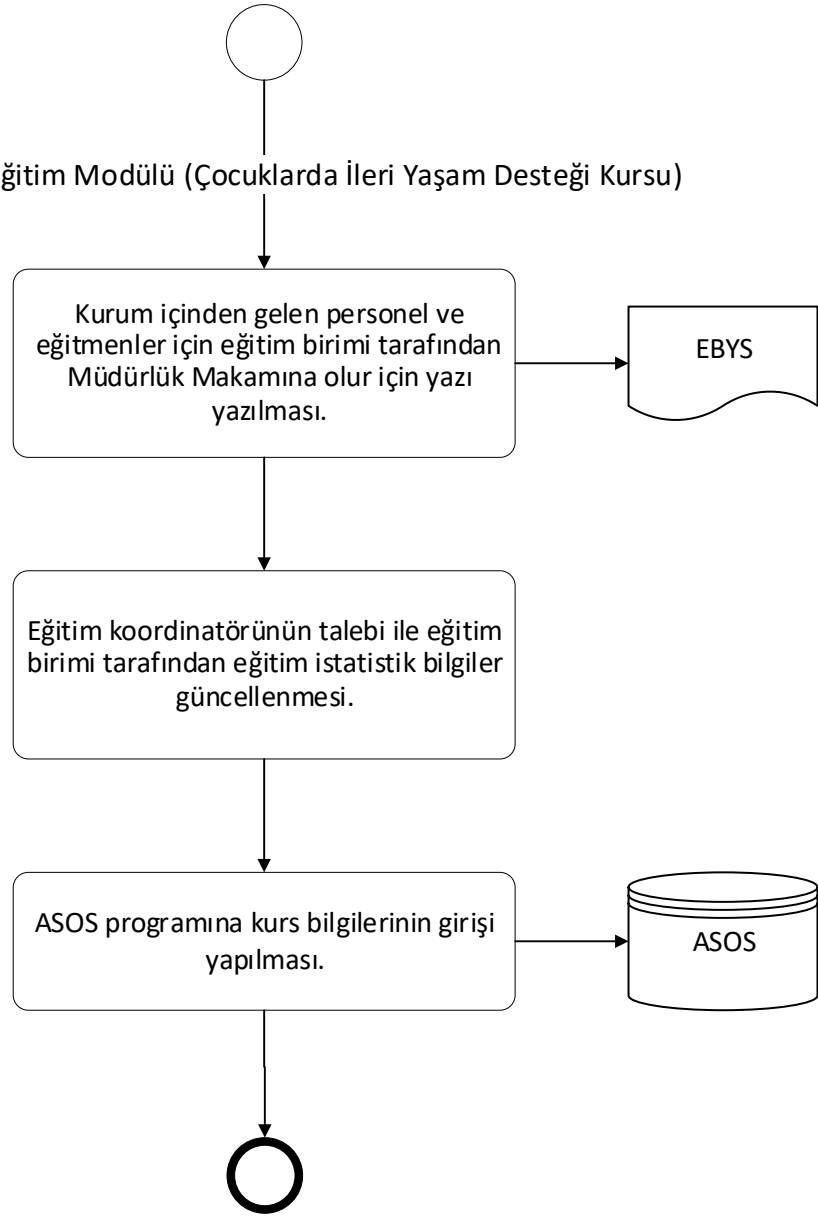 ğitim Modülü (Çocuklarda İleri Yaşam Desteği Kursu)
Kurum içinden gelen personel ve
eğitmenler için eğitim birimi tarafından
Müdürlük Makamına olur için yazı
yazılması.
EBYS
Eğitim koordinatörünün talebi ile eğitim
birimi tarafından eğitim istatistik bilgiler
güncellenmesi.
ASOS programına kurs bilgilerinin girişi
yapılması.
ASOS